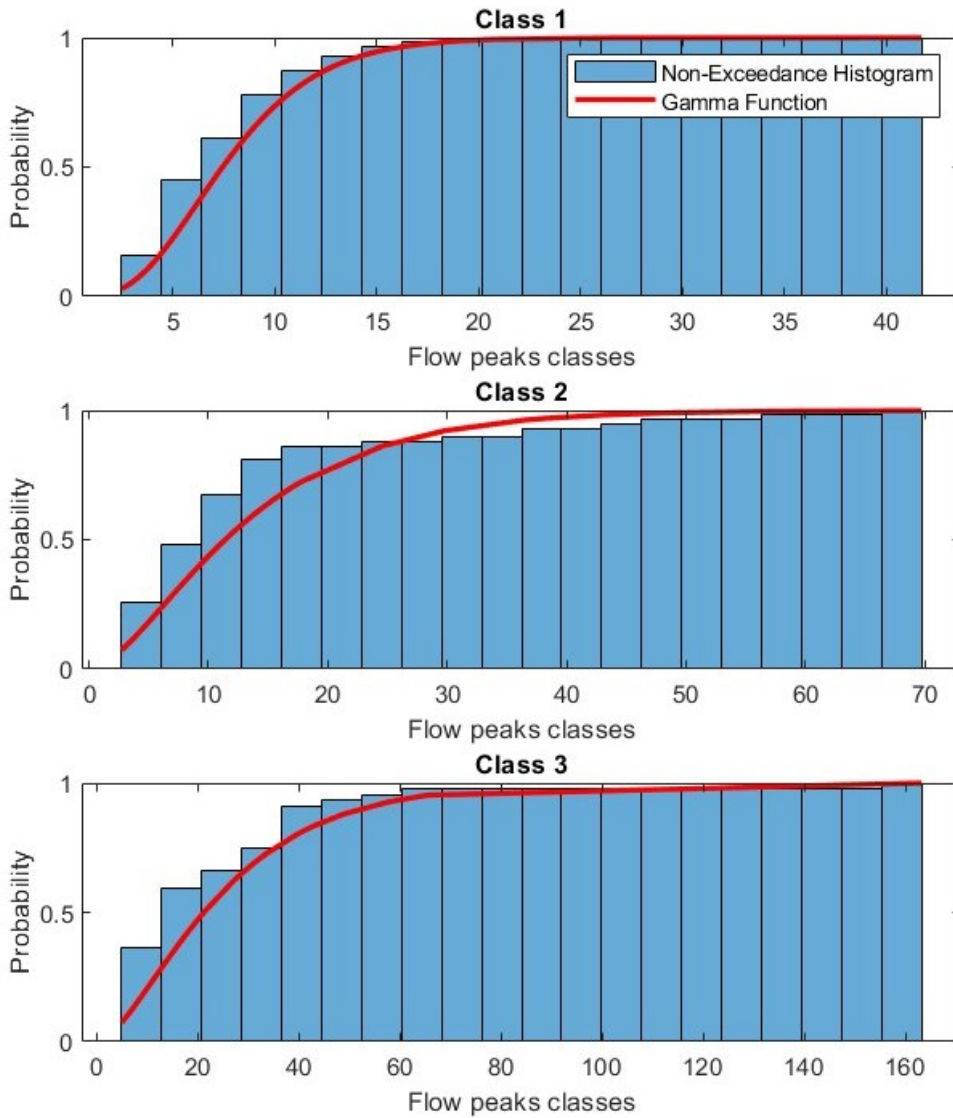 Class 1
1
0.5
0
Probability
Non-Exceedance Histogram
Gamma Function
5 10 15 20 25 30 35 40
Flow peaks classes
Class 2
1
0.5
0
Probability
0 10 20 30 40 50 60 70
Flow peaks classes
Class 3
1
0.5
0
Probability
0 20 40 60 80 100 120 140 160
Flow peaks classes